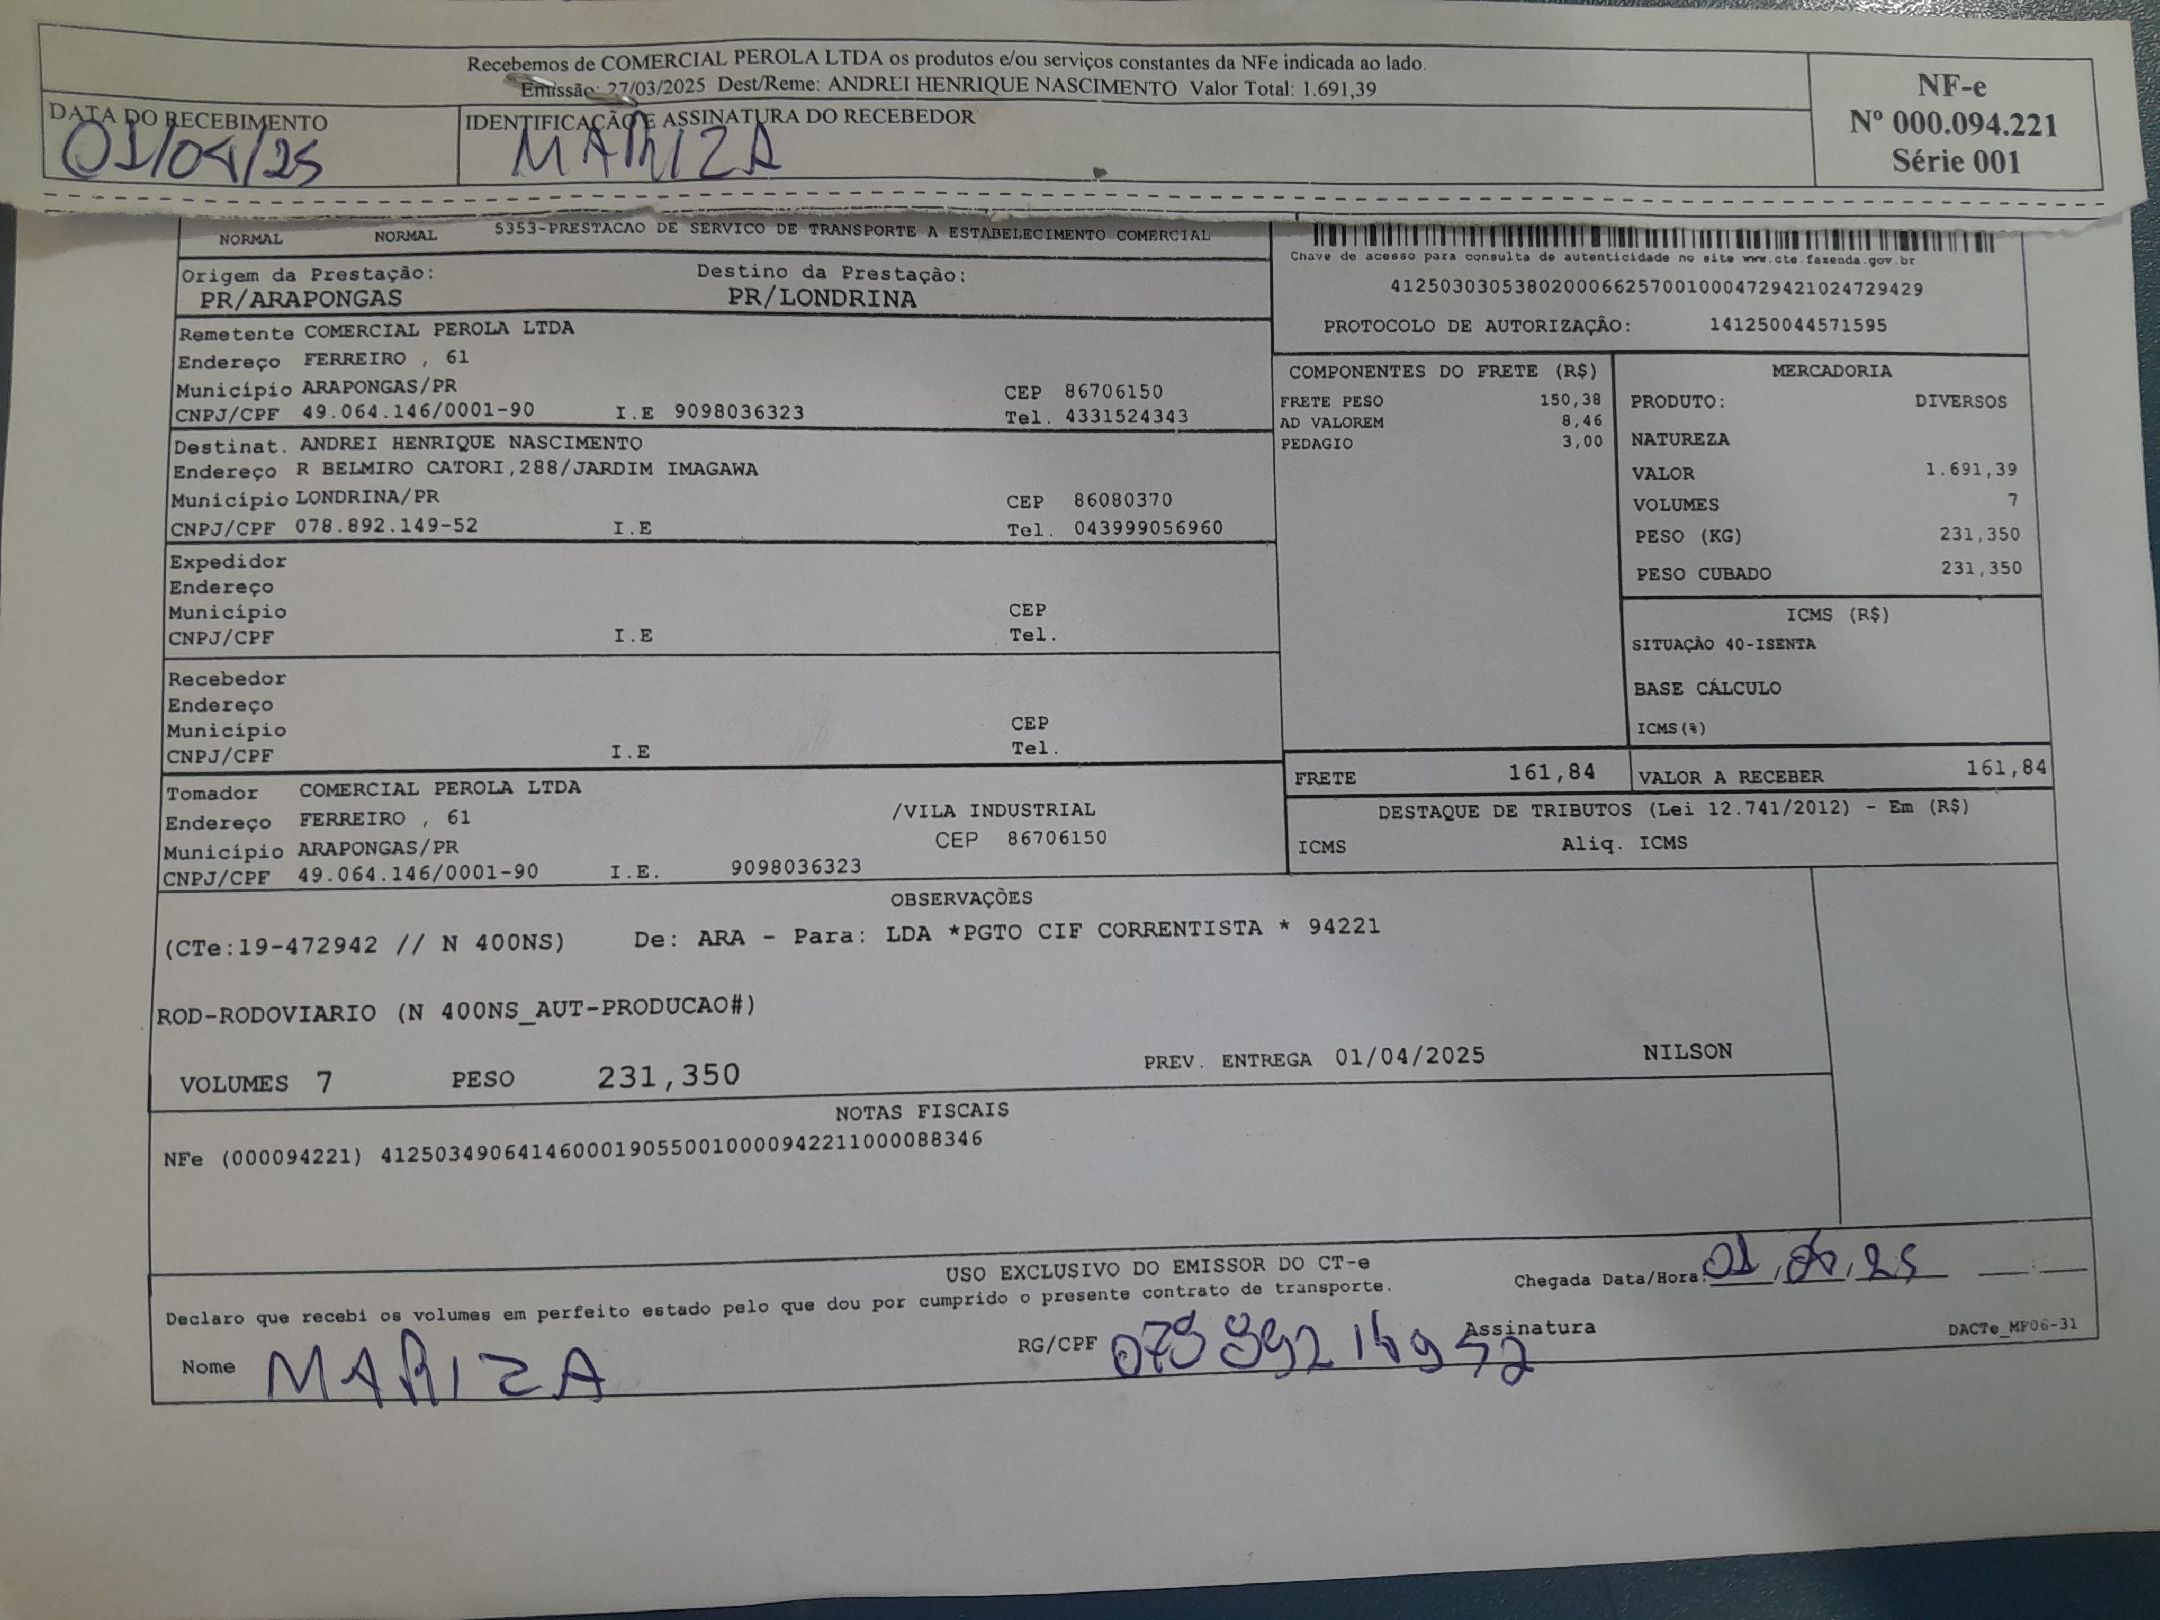 Recebemos de COMERCIAL PEROLA LTDA os produtos e/ou serviços constantes da NFe indicada ao lado.
Emissão: 27/03/2025 Dest/Reme: ANDREI HENRIQUE NASCIMENTO Valor Total: 1.691,39
NF-e
Nº 000.094.221
Série 001
DATA DO RECEBIMENTO
01/04/25
IDENTIFICAÇÃO E ASSINATURA DO RECEBEDOR
MARIZA
NORMAL NORMAL 5353-PRESTACAO DE SERVICO DE TRANSPORTE A ESTABELECIMENTO COMERCIAL
Chave de acesso para consulta de autenticidade no site www.cte.fazenda.gov.br
41250303053802000662570010004729421024729429
PROTOCOLO DE AUTORIZAÇÃO: 141250044571595
Origem da Prestação: Destino da Prestação:
PR/ARAPONGAS PR/LONDRINA
Remetente COMERCIAL PEROLA LTDA
Endereço FERREIRO , 61
Município ARAPONGAS/PR CEP 86706150
CNPJ/CPF 49.064.146/0001-90 I.E 9098036323 Tel. 4331524343
Destinat. ANDREI HENRIQUE NASCIMENTO
Endereço R BELMIRO CATORI,288/JARDIM IMAGAWA
Município LONDRINA/PR CEP 86080370
CNPJ/CPF 078.892.149-52 I.E Tel. 043999056960
Expedidor
Endereço
Município CEP
CNPJ/CPF I.E Tel.
Recebedor
Endereço
Município CEP
CNPJ/CPF I.E Tel.
Tomador COMERCIAL PEROLA LTDA
Endereço FERREIRO , 61 /VILA INDUSTRIAL
Município ARAPONGAS/PR CEP 86706150
CNPJ/CPF 49.064.146/0001-90 I.E. 9098036323
COMPONENTES DO FRETE (R$)
FRETE PESO 150,38
AD VALOREM 8,46
PEDAGIO 3,00
MERCADORIA
PRODUTO: DIVERSOS
NATUREZA
VALOR 1.691,39
VOLUMES 7
PESO (KG) 231,350
PESO CUBADO 231,350
ICMS (R$)
SITUAÇÃO 40-ISENTA
BASE CÁLCULO
ICMS(%)
FRETE 161,84 VALOR A RECEBER 161,84
DESTAQUE DE TRIBUTOS (Lei 12.741/2012) - Em (R$)
ICMS Aliq. ICMS
OBSERVAÇÕES
(CTe:19-472942 // N 400NS) De: ARA - Para: LDA *PGTO CIF CORRENTISTA * 94221
ROD-RODOVIARIO (N 400NS_AUT-PRODUCAO#)
VOLUMES 7 PESO 231,350 PREV. ENTREGA 01/04/2025 NILSON
NOTAS FISCAIS
NFe (000094221) 41250349064146000190550010000942211000088346
USO EXCLUSIVO DO EMISSOR DO CT-e
Declaro que recebi os volumes em perfeito estado pelo que dou por cumprido o presente contrato de transporte.
Chegada Data/Hora: 01, 04, 25 :
Nome MARIZA RG/CPF 078 892 149 52 Assinatura
DACTe_MF06-31